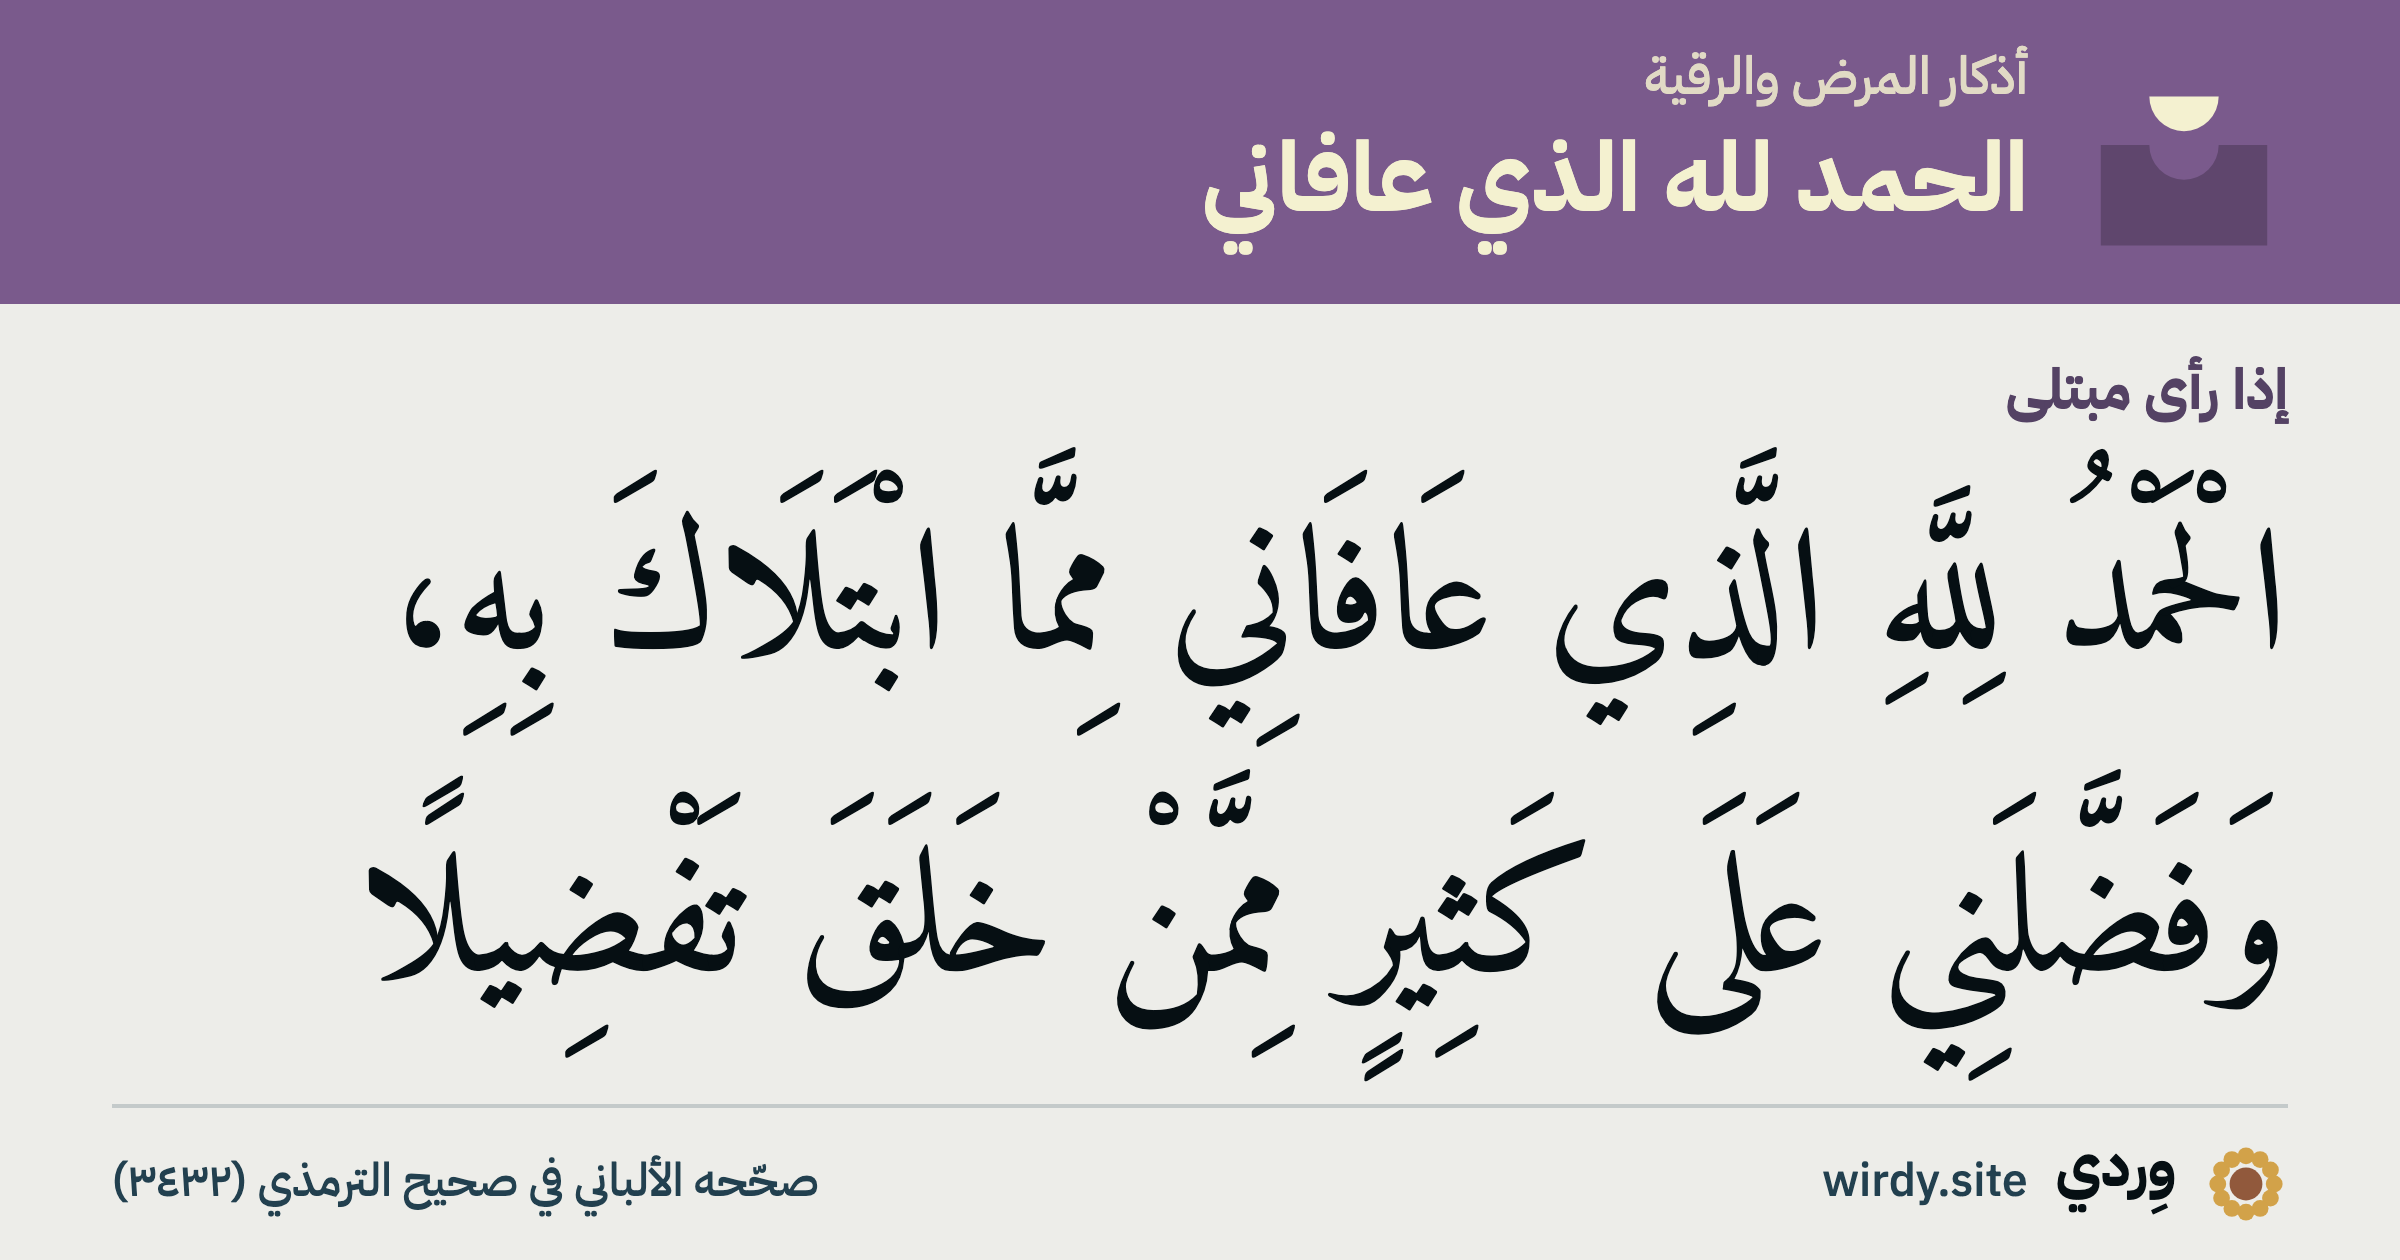 أذكار المرض والرقية
الحمد لله الذي عافاني
إذا رأى مبتلى
الْحَمْدُ لِلَّهِ الَّذِي عَافَانِي مِمَّا ابْتَلَاكَ بِهِ،
وَفَضَّلَنِي عَلَى كَثِيرٍ مِمَّنْ خَلَقَ تَفْضِيلًا
وِردي wirdy.site
صحّحه الألباني في صحيح الترمذي (٣٤٣٢)